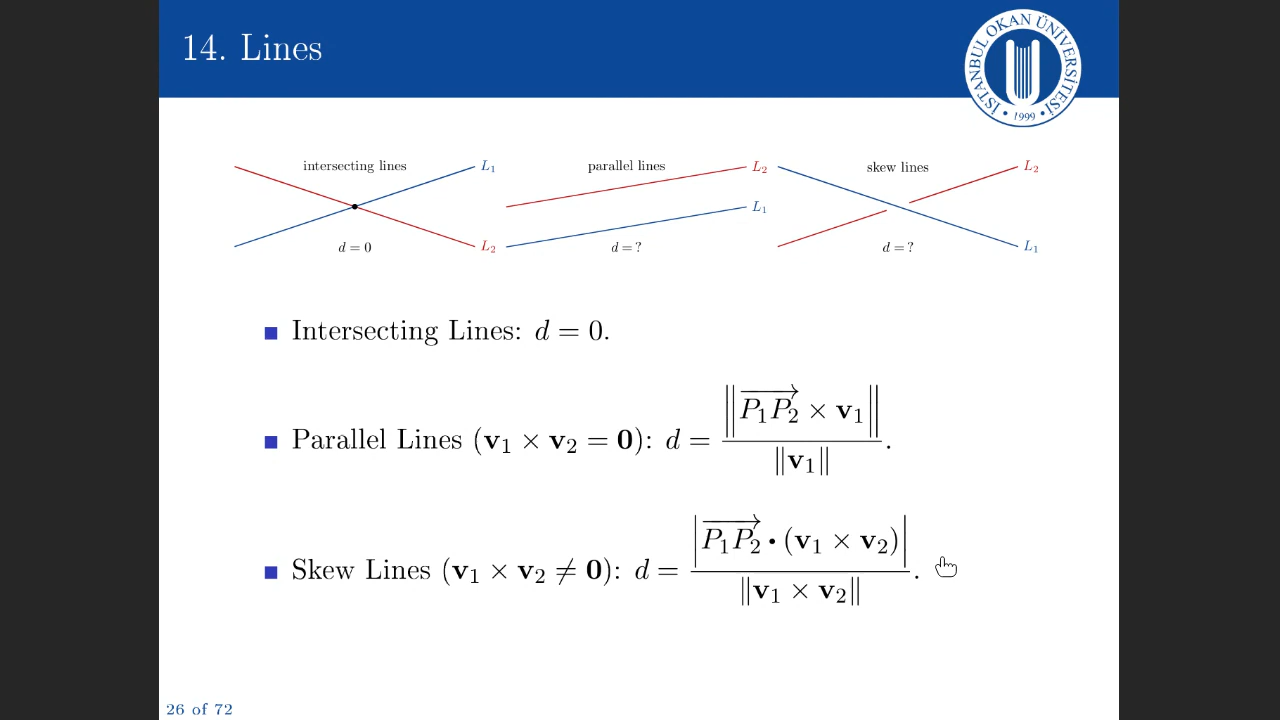 14. Lines
İSTANBUL OKAN ÜNİVERSİTESİ
• 1999 •
intersecting lines L₁ parallel lines L₂ skew lines L₂
L₁
d = 0 L₂ d = ? d = ? L₁
■ Intersecting Lines: d = 0.
■ Parallel Lines (v₁ × v₂ = 0): d = ‖P₁P₂⃗ × v₁‖ / ‖v₁‖.
■ Skew Lines (v₁ × v₂ ≠ 0): d = |P₁P₂⃗ • (v₁ × v₂)| / ‖v₁ × v₂‖.
26 of 72